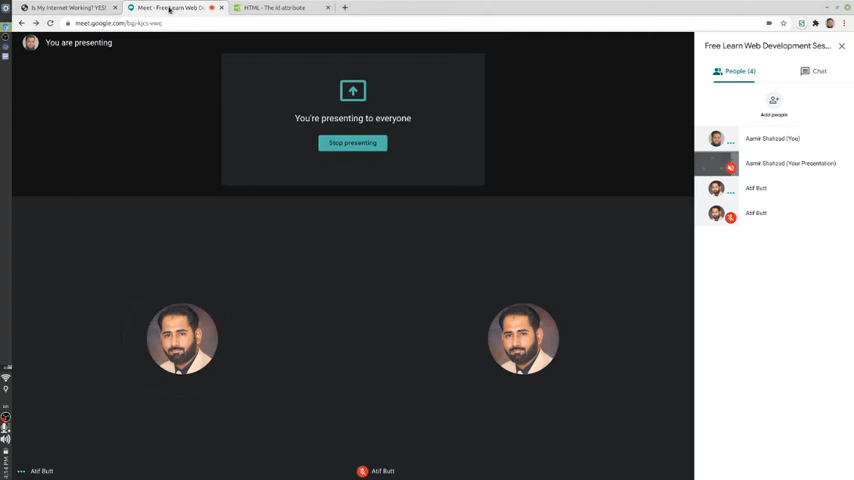 Is My Internet Working? YES!
Meet - Free Learn Web D
HTML - The id attribute
meet.google.com/bgj-kjcs-vwq
You are presenting
Free Learn Web Development Ses...
People (4)
Chat
Add people
You're presenting to everyone
Stop presenting
Aamir Shahzad (You)
Aamir Shahzad (Your Presentation)
Atif Butt
Atif Butt
Atif Butt
Atif Butt